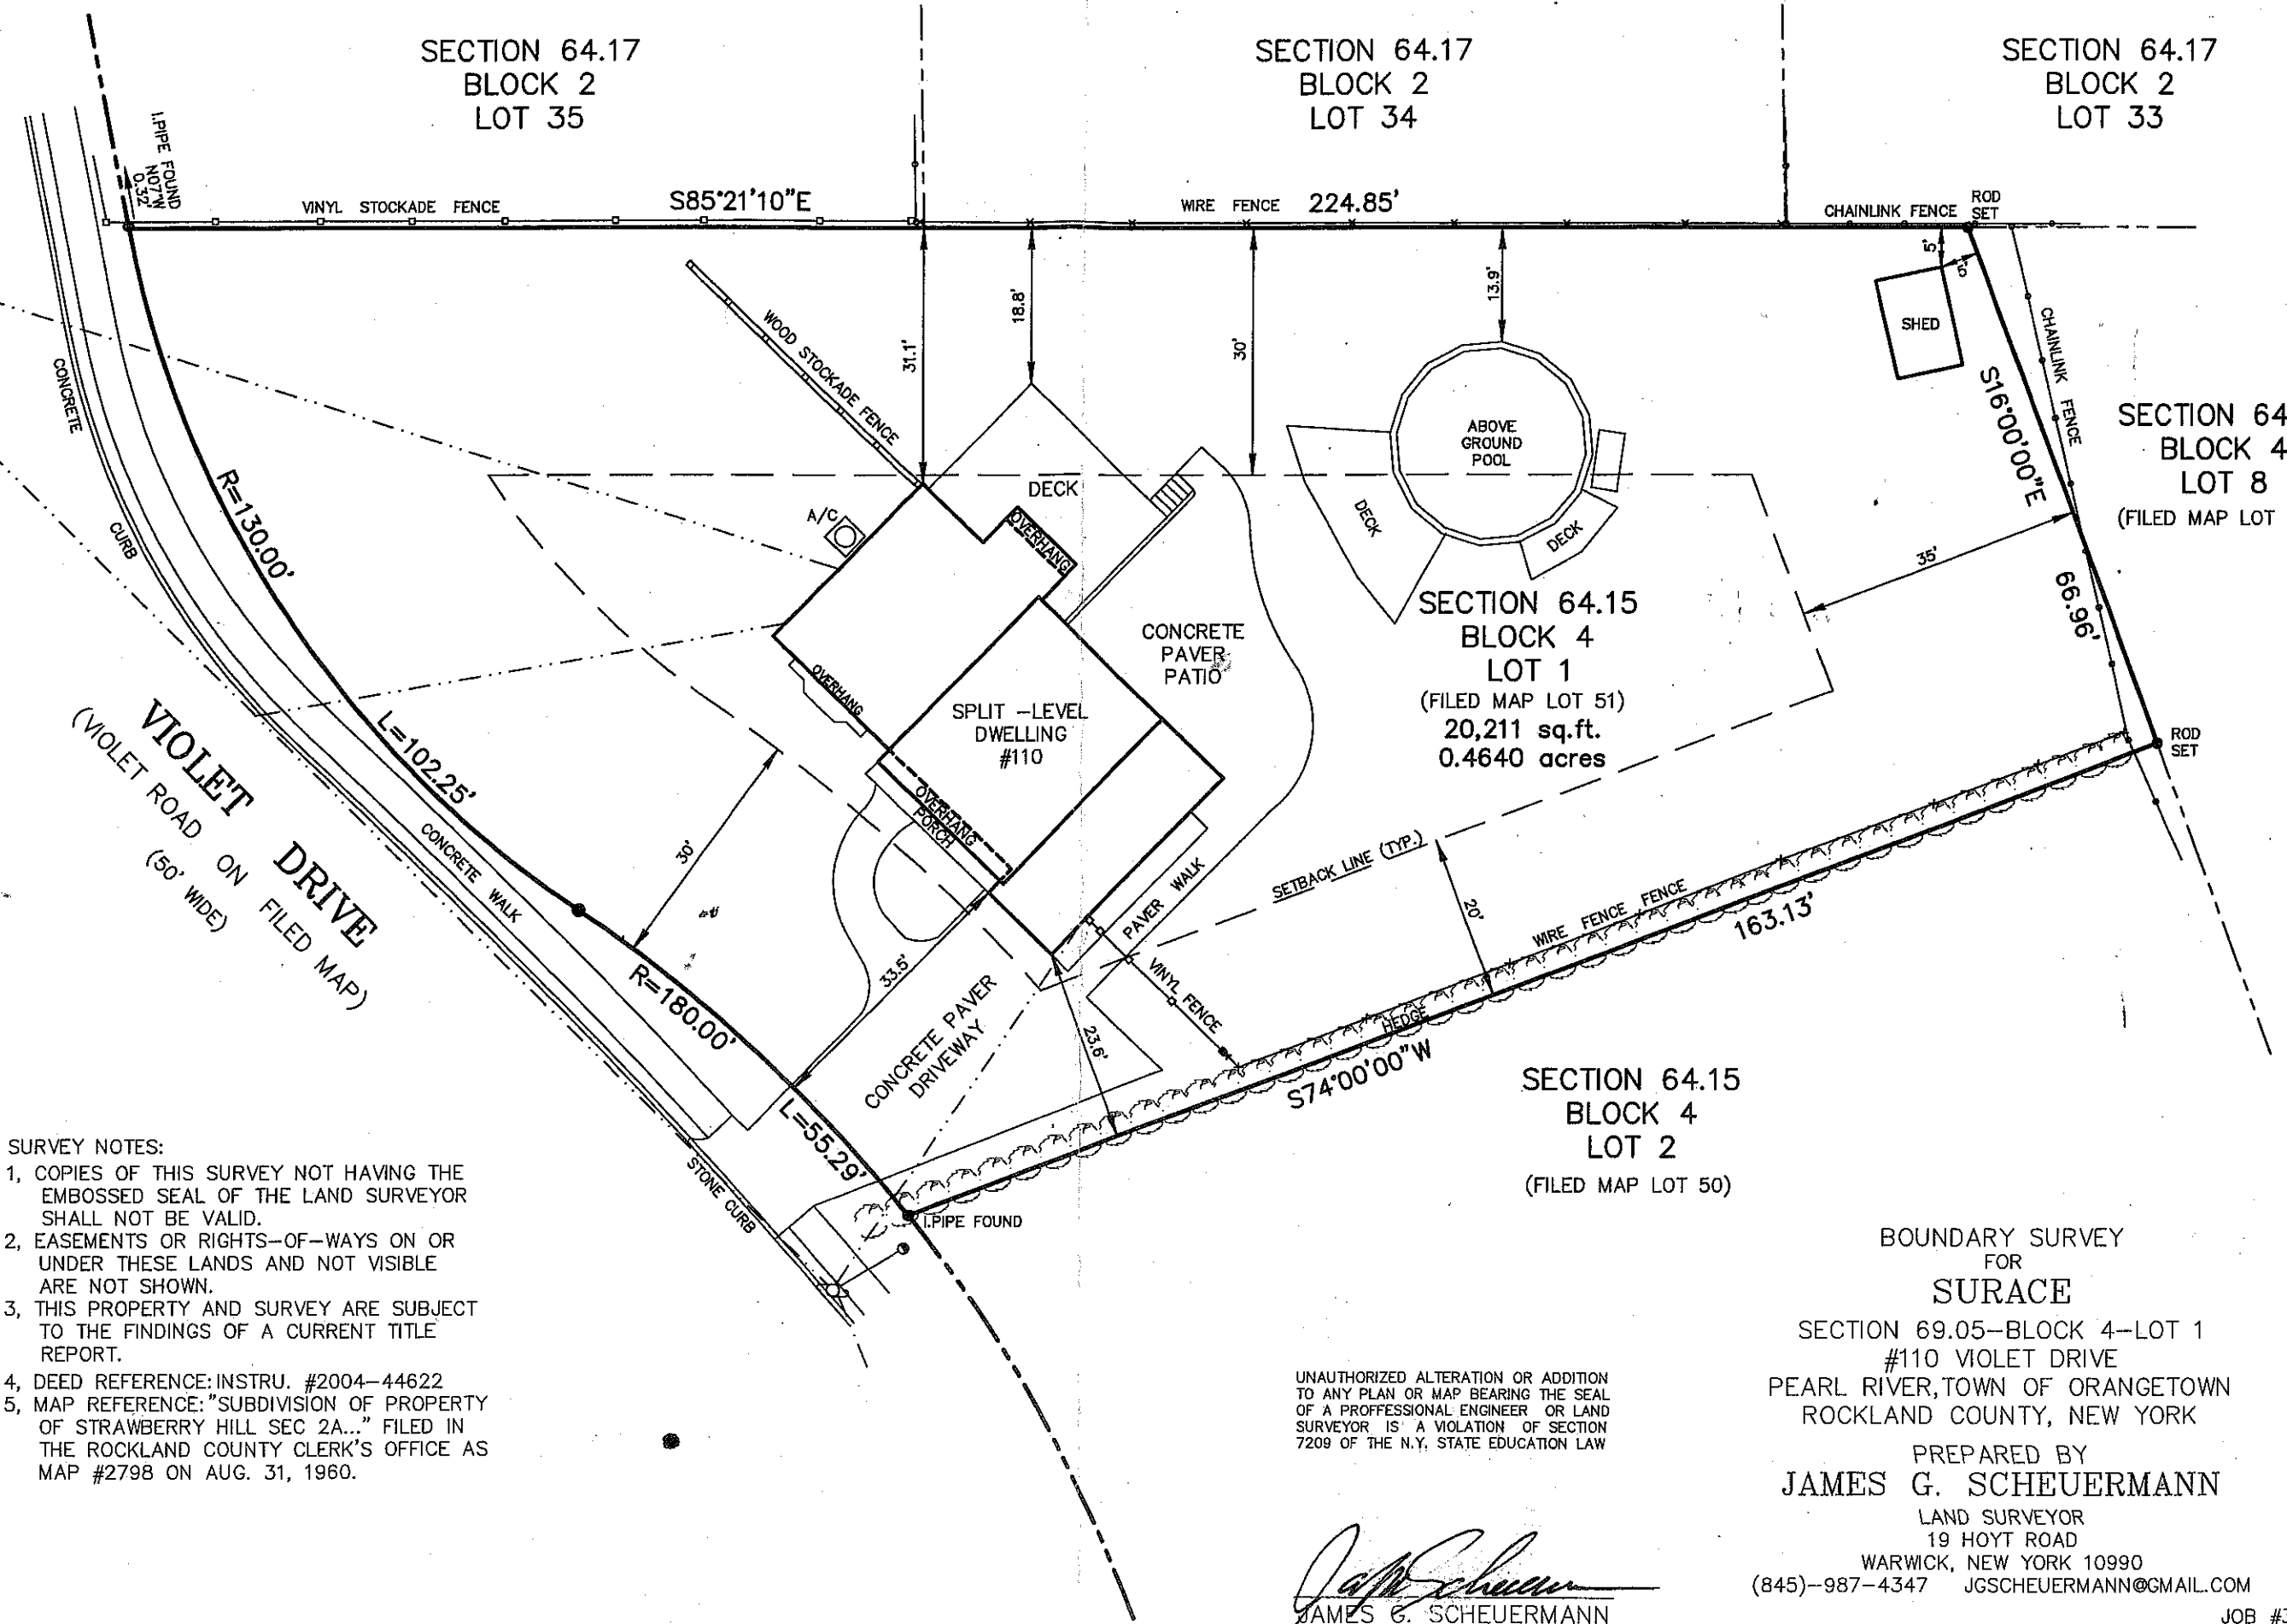 SECTION 64.17
BLOCK 2
LOT 35
SECTION 64.17
BLOCK 2
LOT 34
SECTION 64.17
BLOCK 2
LOT 33
I.PIPE FOUND
N07°W
0.32'
VINYL STOCKADE FENCE
S85°21'10"E
WIRE FENCE
224.85'
CHAINLINK FENCE
ROD
SET
5'
5'
SHED
CHAINLINK FENCE
S16°00'00"E
66.96'
SECTION 64
BLOCK 4
LOT 8
(FILED MAP LOT
35'
31.1'
18.8'
30'
13.9'
WOOD STOCKADE FENCE
ABOVE
GROUND
POOL
DECK
DECK
DECK
A/C
OVERHANG
OVERHANG
CONCRETE
PAVER
PATIO
SPLIT -LEVEL
DWELLING
#110
OVERHANG
PORCH
SECTION 64.15
BLOCK 4
LOT 1
(FILED MAP LOT 51)
20,211 sq.ft.
0.4640 acres
ROD
SET
CONCRETE
CURB
R=130.00'
L=102.25'
VIOLET DRIVE
(VIOLET ROAD ON FILED MAP)
(50' WIDE)
CONCRETE WALK
30'
33.5'
R=180.00'
L=55.29'
CONCRETE PAVER
DRIVEWAY
PAVER WALK
VINYL FENCE
23.6'
SETBACK LINE (TYP.)
20'
WIRE FENCE FENCE
163.13'
HEDGE
S74°00'00"W
STONE CURB
I.PIPE FOUND
SECTION 64.15
BLOCK 4
LOT 2
(FILED MAP LOT 50)
SURVEY NOTES:
1, COPIES OF THIS SURVEY NOT HAVING THE
EMBOSSED SEAL OF THE LAND SURVEYOR
SHALL NOT BE VALID.
2, EASEMENTS OR RIGHTS-OF-WAYS ON OR
UNDER THESE LANDS AND NOT VISIBLE
ARE NOT SHOWN.
3, THIS PROPERTY AND SURVEY ARE SUBJECT
TO THE FINDINGS OF A CURRENT TITLE
REPORT.
4, DEED REFERENCE: INSTRU. #2004-44622
5, MAP REFERENCE: "SUBDIVISION OF PROPERTY
OF STRAWBERRY HILL SEC 2A..." FILED IN
THE ROCKLAND COUNTY CLERK'S OFFICE AS
MAP #2798 ON AUG. 31, 1960.
UNAUTHORIZED ALTERATION OR ADDITION
TO ANY PLAN OR MAP BEARING THE SEAL
OF A PROFFESSIONAL ENGINEER OR LAND
SURVEYOR IS A VIOLATION OF SECTION
7209 OF THE N.Y. STATE EDUCATION LAW
JAMES G. SCHEUERMANN
BOUNDARY SURVEY
FOR
SURACE
SECTION 69.05-BLOCK 4-LOT 1
#110 VIOLET DRIVE
PEARL RIVER, TOWN OF ORANGETOWN
ROCKLAND COUNTY, NEW YORK
PREPARED BY
JAMES G. SCHEUERMANN
LAND SURVEYOR
19 HOYT ROAD
WARWICK, NEW YORK 10990
(845)-987-4347 JGSCHEUERMANN@GMAIL.COM
JOB